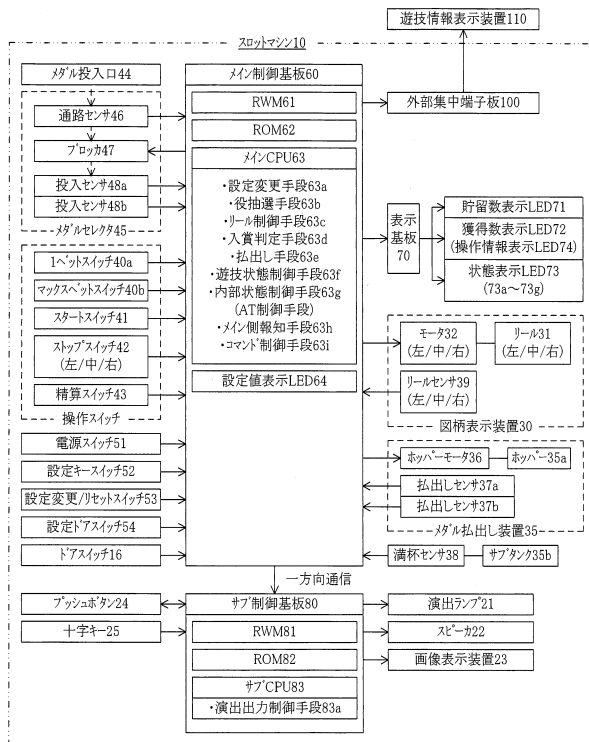 遊技情報表示装置110
スロットマシン10
メダル投入口44
通路センサ46
ブロッカ47
投入センサ48a
投入センサ48b
メダルセレクタ45
1ベットスイッチ40a
マックスベットスイッチ40b
スタートスイッチ41
ストップスイッチ42
(左/中/右)
精算スイッチ43
操作スイッチ
電源スイッチ51
設定キースイッチ52
設定変更/リセットスイッチ53
設定ドアスイッチ54
ドアスイッチ16
メイン制御基板60
RWM61
ROM62
メインCPU63
・設定変更手段63a
・役抽選手段63b
・リール制御手段63c
・入賞判定手段63d
・払出し手段63e
・遊技状態制御手段63f
・内部状態制御手段63g
(AT制御手段)
・メイン側報知手段63h
・コマンド制御手段63i
設定値表示LED64
外部集中端子板100
表示
基板
70
貯留数表示LED71
獲得数表示LED72
(操作情報表示LED74)
状態表示LED73
(73a～73g)
モータ32
(左/中/右)
リール31
(左/中/右)
リールセンサ39
(左/中/右)
図柄表示装置30
ホッパーモータ36
ホッパー35a
払出しセンサ37a
払出しセンサ37b
メダル払出し装置35
満杯センサ38
サブタンク35b
一方向通信
プッシュボタン24
十字キー25
サブ制御基板80
RWM81
ROM82
サブCPU83
・演出出力制御手段83a
演出ランプ21
スピーカ22
画像表示装置23